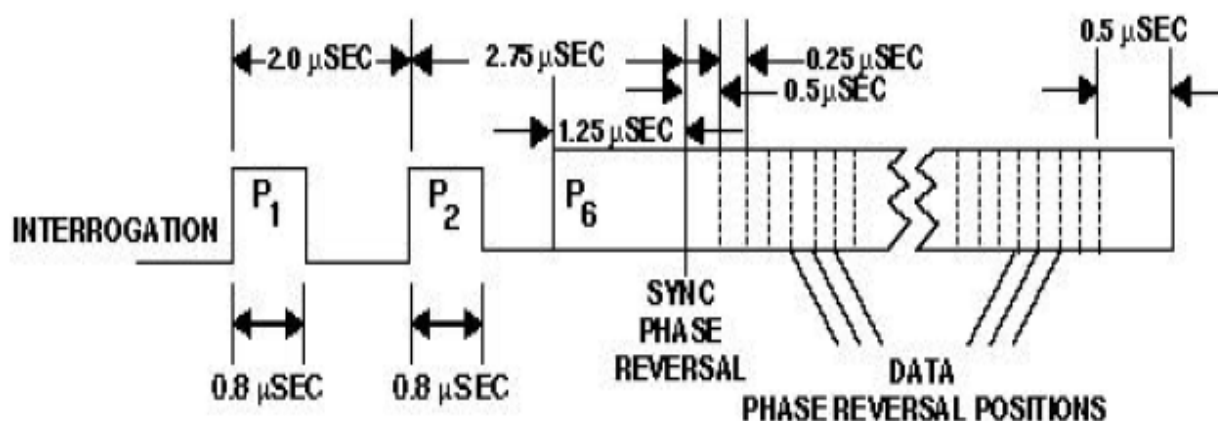 2.0 µSEC
2.75 µSEC
0.25 µSEC
0.5 µSEC
0.5 µSEC
1.25 µSEC
P1
P2
P6
INTERROGATION
SYNC
PHASE
REVERSAL
0.8 µSEC
0.8 µSEC
DATA
PHASE REVERSAL POSITIONS